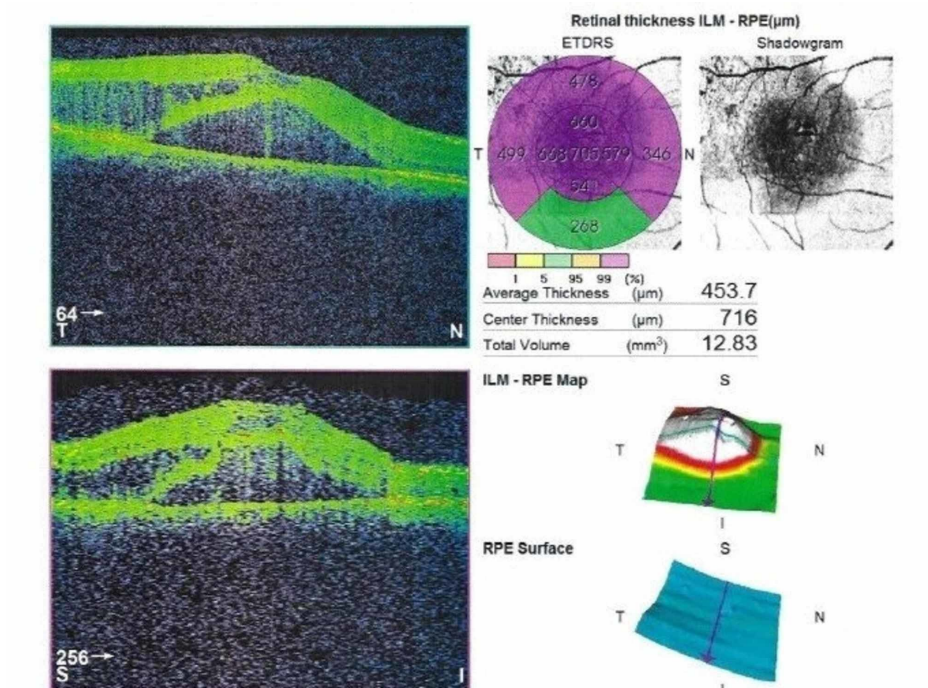 Retinal thickness ILM - RPE(µm)
ETDRS
Shadowgram
478
660
T 499 663 705 579 346 N
541
268
1 5 95 99 (%)
Average Thickness (µm) 453.7
Center Thickness (µm) 716
Total Volume (mm³) 12.83
64
T N
ILM - RPE Map
S
T N
I
256
S I
RPE Surface
S
T N